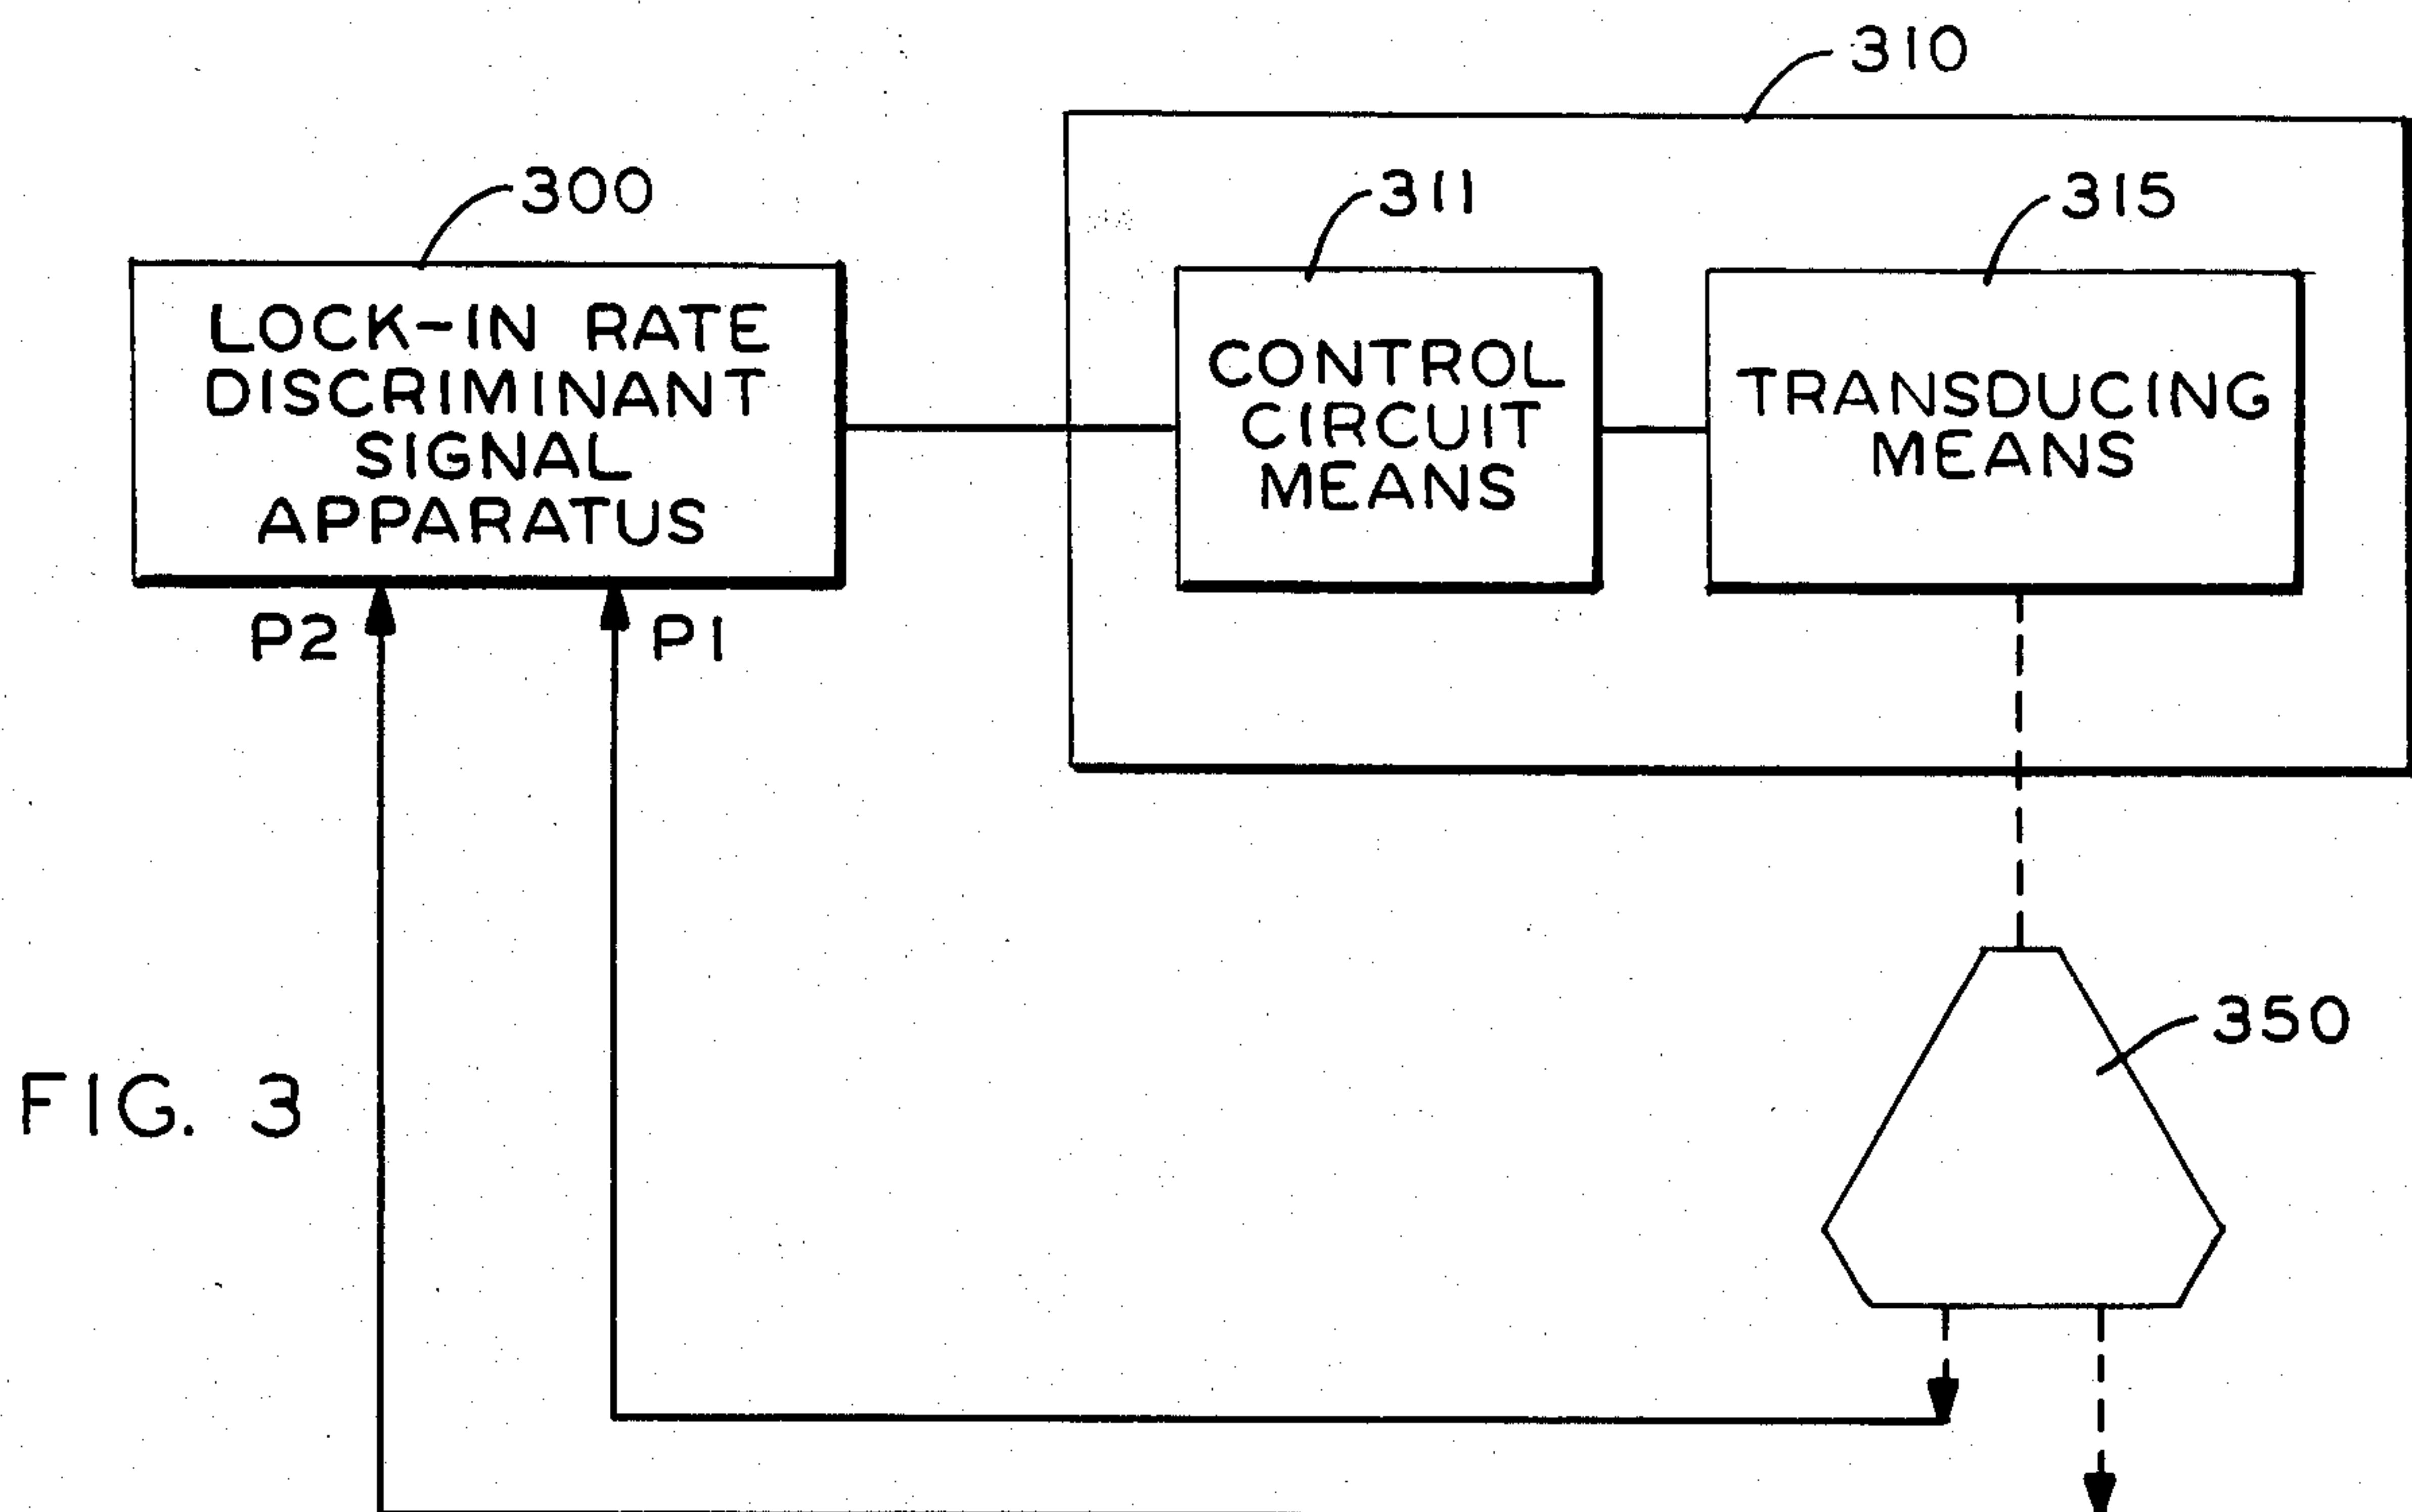 310
300
311
315
LOCK-IN RATE
DISCRIMINANT
SIGNAL
APPARATUS
CONTROL
CIRCUIT
MEANS
TRANSDUCING
MEANS
P2
P1
350
FIG. 3